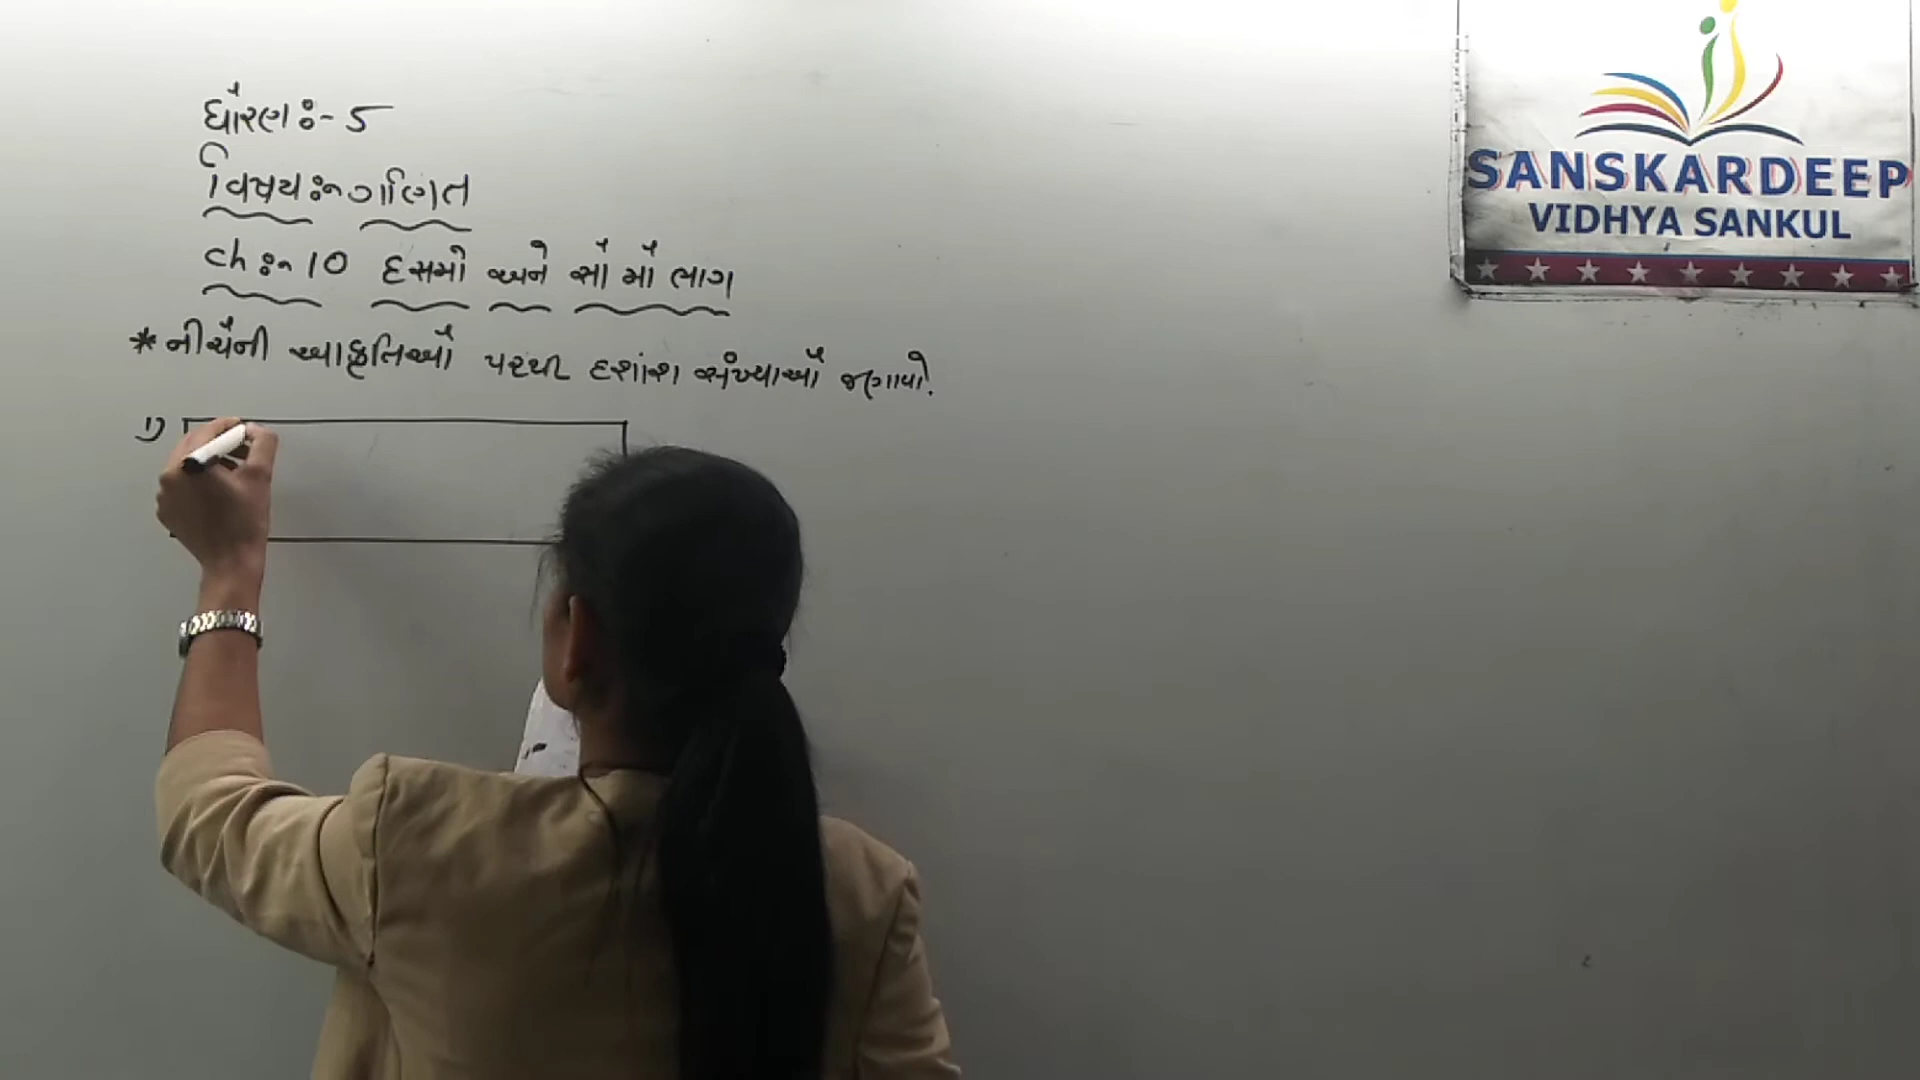 ધોરણ :- 5
વિષય :- ગણિત
ch :- 10 દસમો અને સો મો ભાગ
* નીચેની આકૃતિઓ પરથી દશાંશ સંખ્યાઓ જણાવો.
1)
SANSKARDEEP
VIDHYA SANKUL